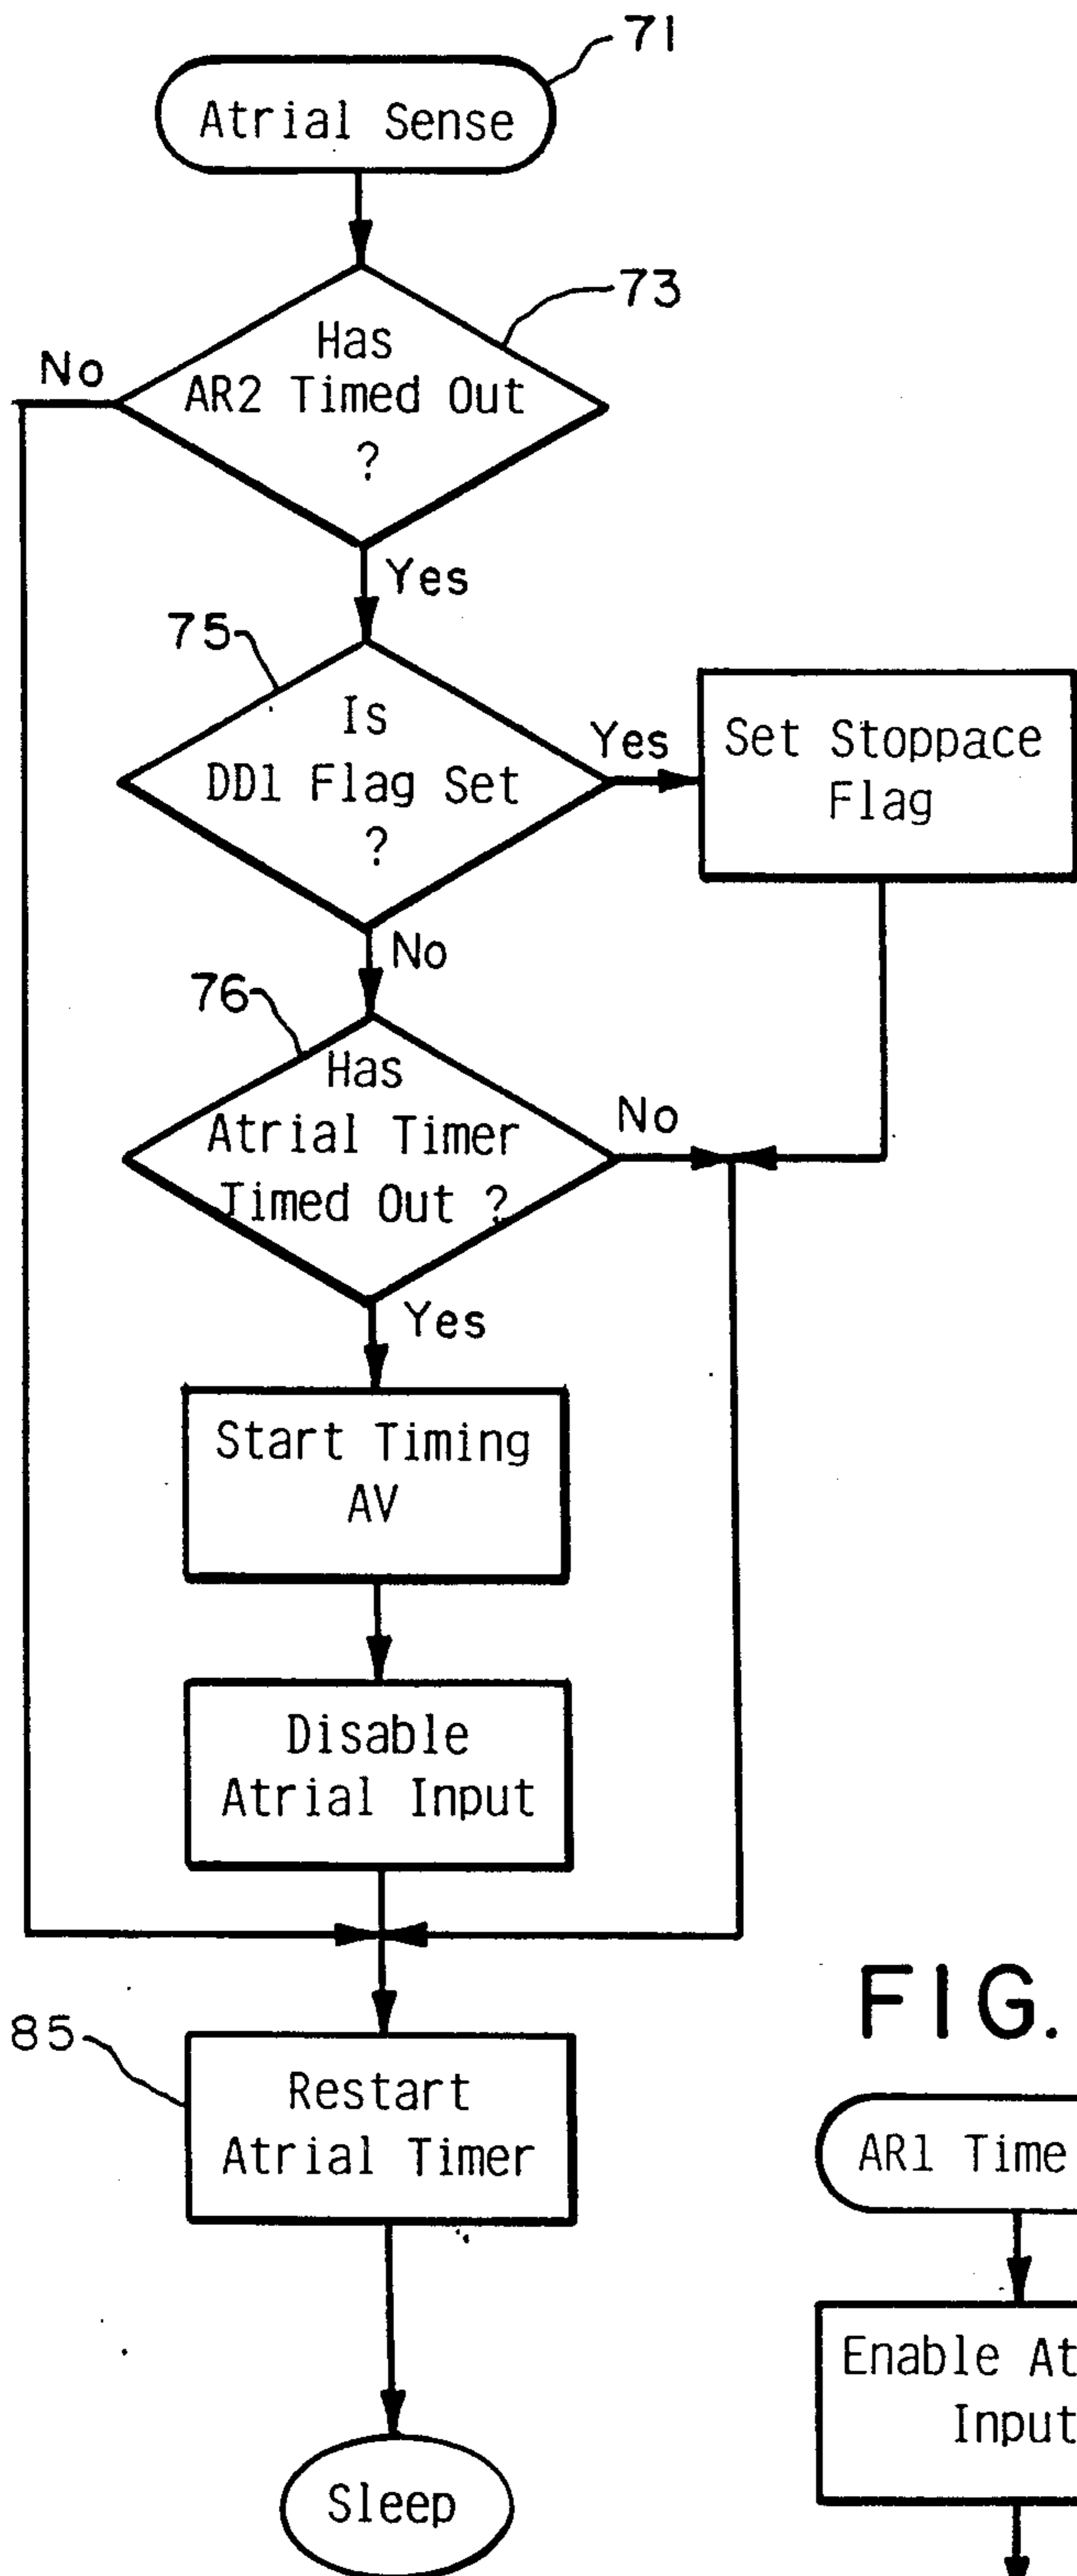 71
Atrial Sense
73
Has
AR2 Timed Out
?
No
Yes
75
Is
DD1 Flag Set
?
Yes
Set Stoppace
Flag
No
76
Has
Atrial Timer
Timed Out ?
No
Yes
Start Timing
AV
Disable
Atrial Input
85
Restart
Atrial Timer
Sleep
FIG.
AR1 Time
Enable At
Input